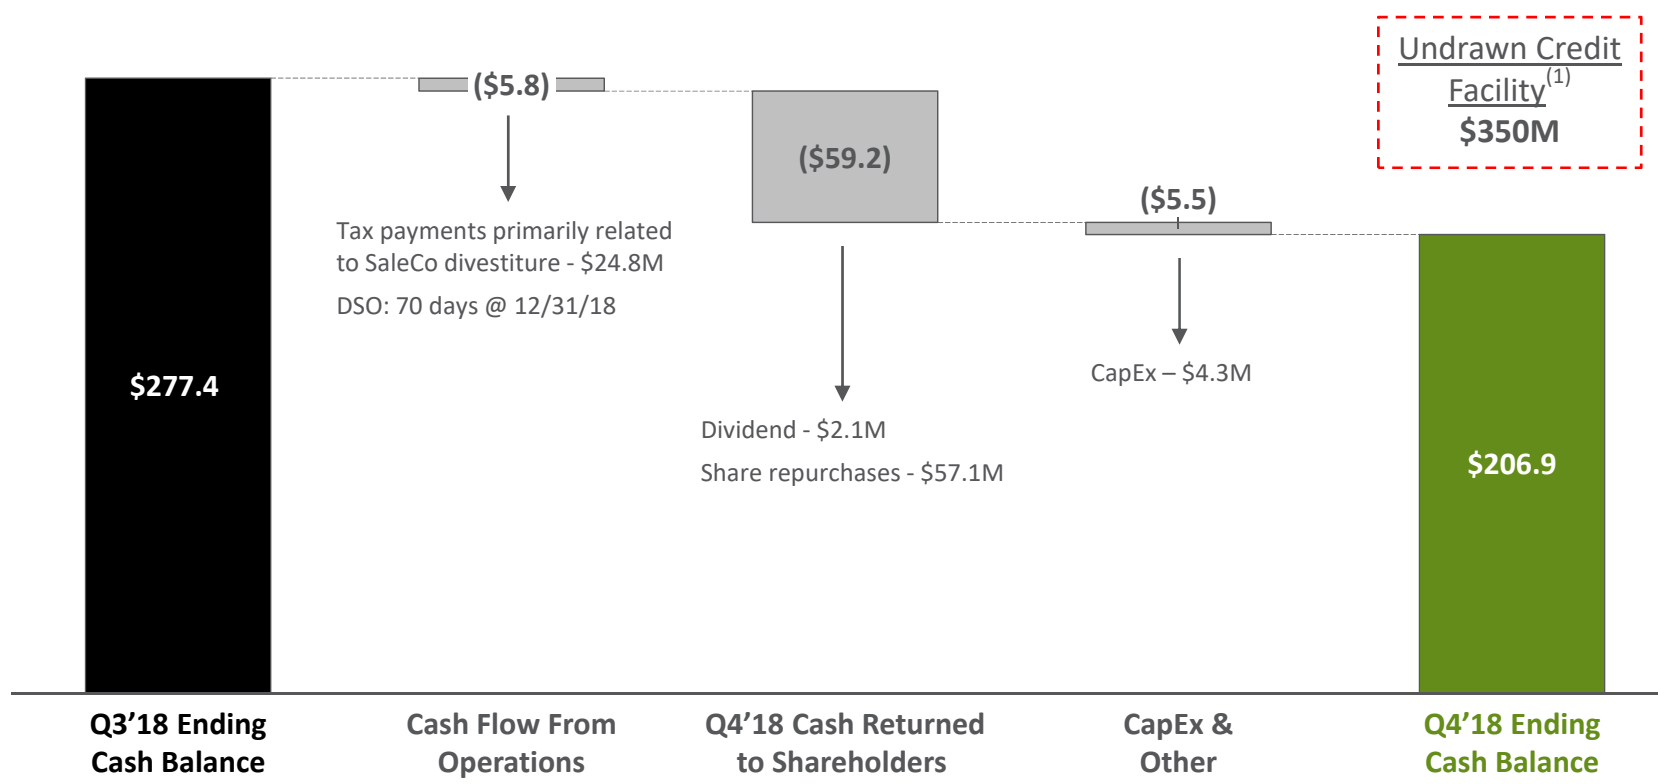 Undrawn Credit
Facility(1)
$350M
($5.8)
($59.2)
($5.5)
Tax payments primarily related
to SaleCo divestiture - $24.8M
DSO: 70 days @ 12/31/18
$277.4
CapEx – $4.3M
Dividend - $2.1M
Share repurchases - $57.1M
$206.9
Q3’18 Ending
Cash Balance
Cash Flow From
Operations
Q4’18 Cash Returned
to Shareholders
CapEx &
Other
Q4’18 Ending
Cash Balance